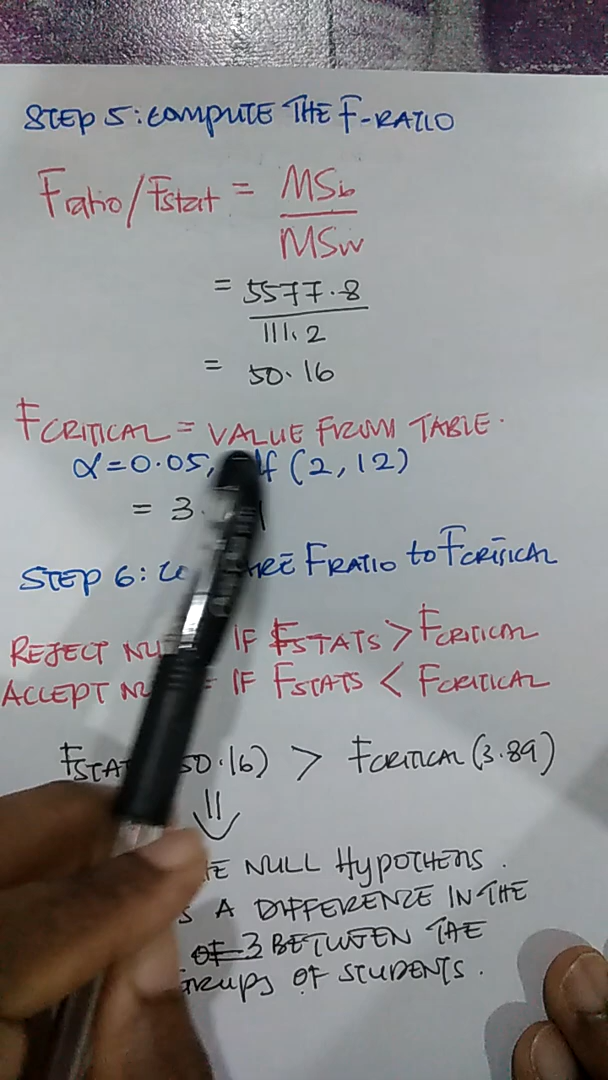 STEP 5: COMPUTE THE F-RATIO
Fratio/Fstat = MSb
MSw
= 5577.8
111.2
= 50.16
FCRITICAL = VALUE FROM TABLE.
α=0.05, (2, 12)
= 3.
STEP 6: FRATIO to FCRITICAL
REJECT IF FSTATS > FCRITICAL
ACCEPT IF FSTATS < FCRITICAL
50.16) > FCRITICAL (3.89)
NULL HYPOTHESIS.
A DIFFERENCE IN THE
OF 3 BETWEEN THE
GROUPS OF STUDENTS.